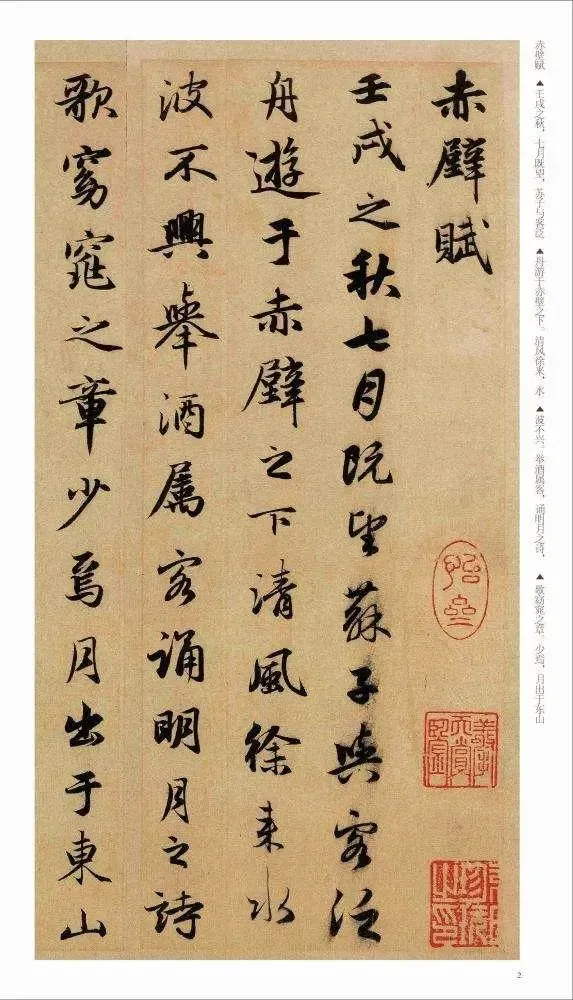 赤壁赋 ▲壬戌之秋，七月既望，苏子与客泛 ▲舟游于赤壁之下。清风徐来，水 ▲波不兴。举酒属客，诵明月之诗， ▲歌窈窕之章。少焉，月出于东山
赤壁賦
壬戌之秋七月既望蘇子與客泛
舟遊于赤壁之下清風徐来水
波不興舉酒属客誦明月之詩
歌窈窕之章少焉月出于東山
2